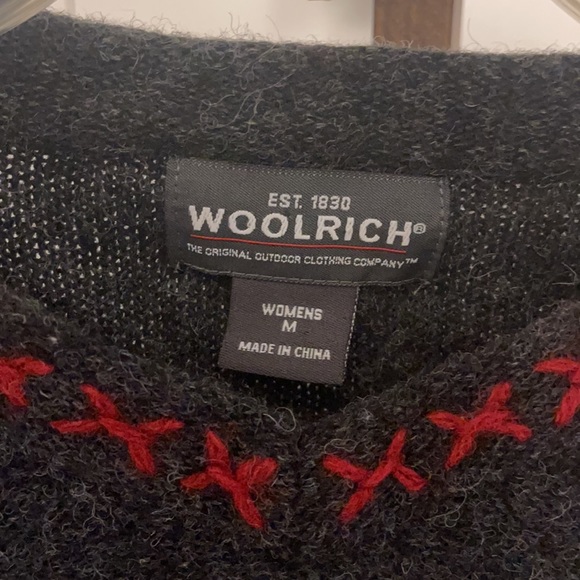 EST. 1830
WOOLRICH®
THE ORIGINAL OUTDOOR CLOTHING COMPANY™
WOMENS
M
MADE IN CHINA